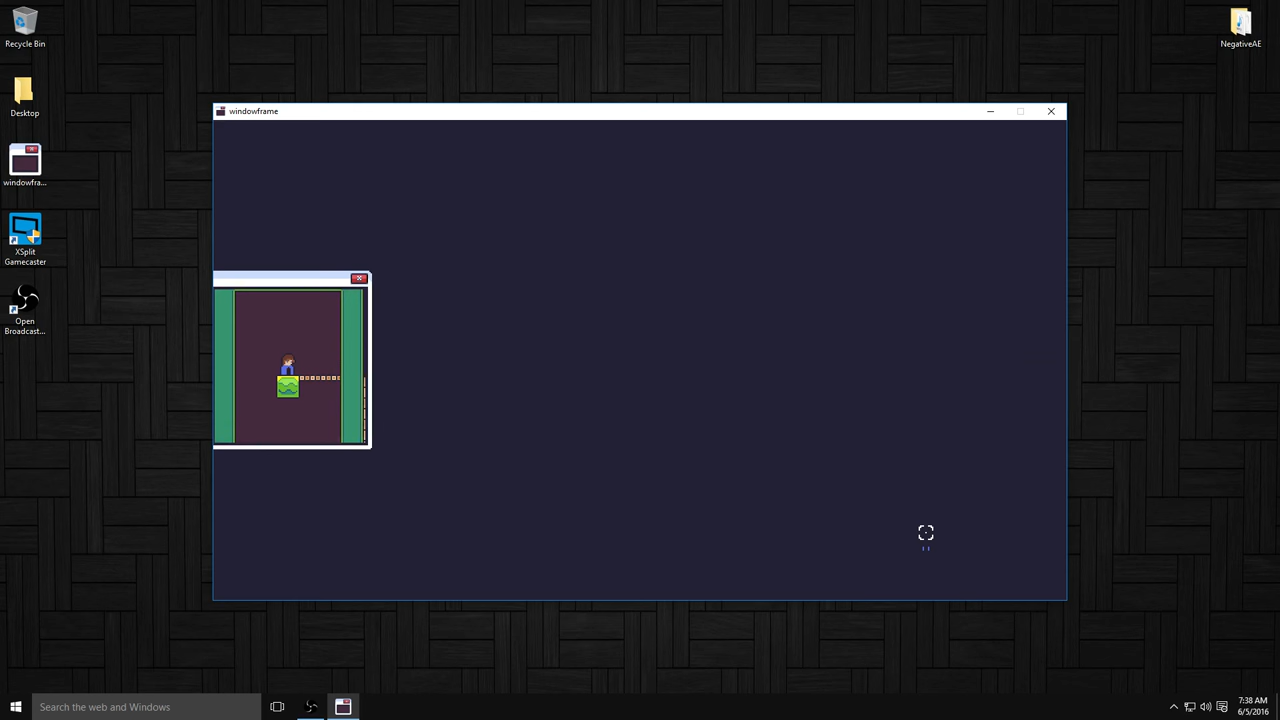 Recycle Bin
NegativeAE
Desktop
windowframe
windowfra...
XSplit
Gamecaster
Open
Broadcast...
Search the web and Windows
7:38 AM
6/5/2016